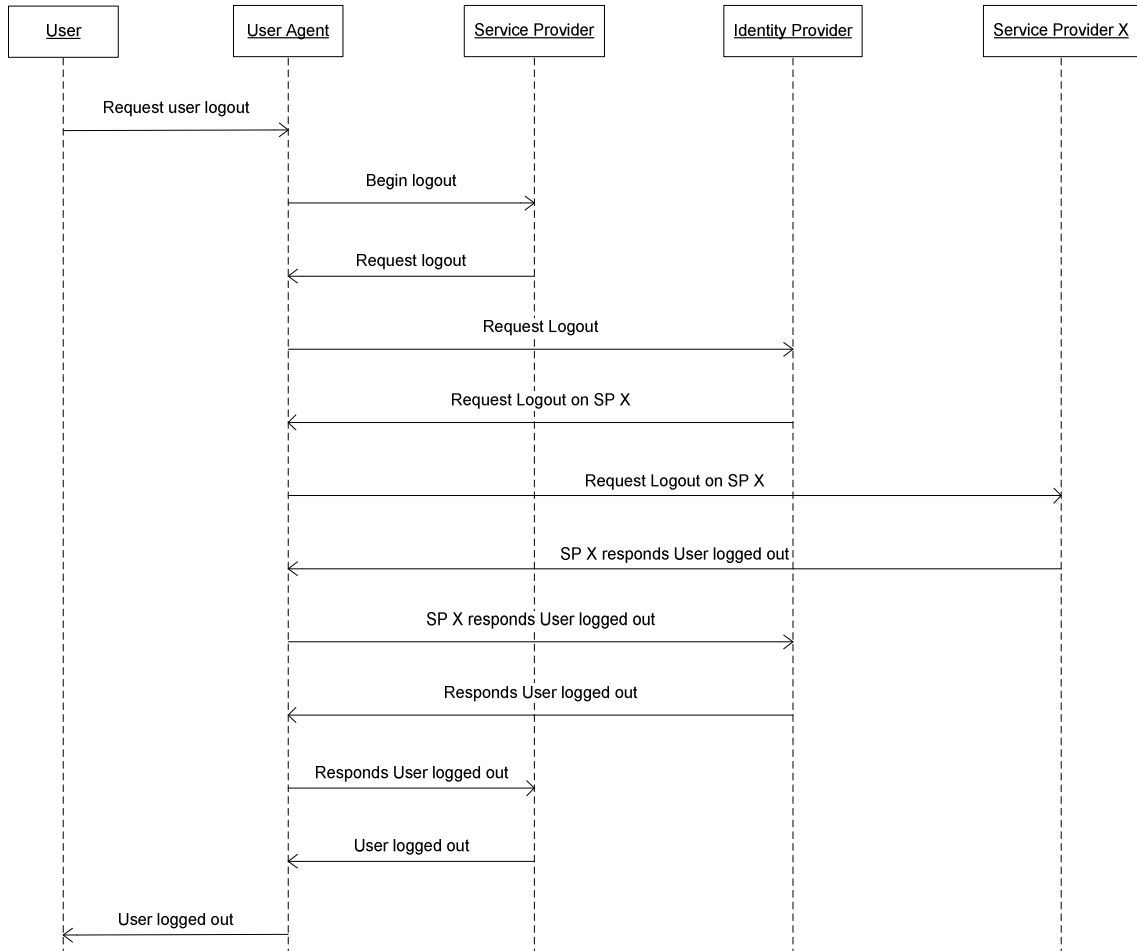 User
User Agent
Service Provider
Identity Provider
Service Provider X
Request user logout
Begin logout
Request logout
Request Logout
Request Logout on SP X
Request Logout on SP X
SP X responds User logged out
SP X responds User logged out
Responds User logged out
Responds User logged out
User logged out
User logged out